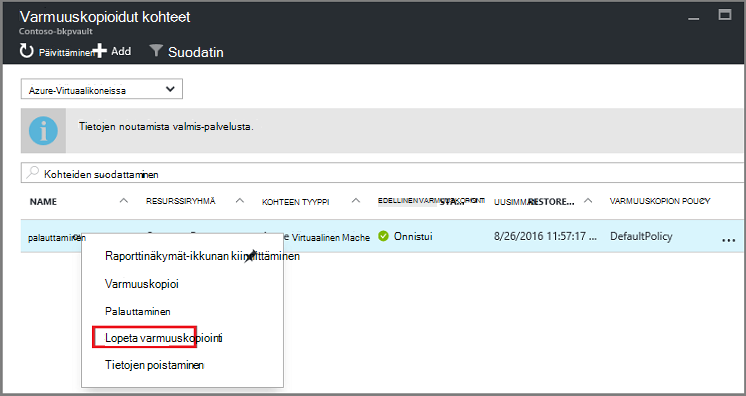 Varmuuskopioidut kohteet
Contoso-bkpvault
Päivittäminen Add Suodatin
Azure-Virtuaalikoneissa
Tietojen noutamista valmis-palvelusta.
Kohteiden suodattaminen
NAME RESURSSIRYHMÄ KOHTEEN TYYPPI EDELLINEN STA... RESTORE... VARMUUSKOPION POLICY
palauttaminen Virtuaalinen Mache Onnistui 8/26/2016 11:57:17 ... DefaultPolicy ...
Raporttinäkymät-ikkunan kiinnittäminen
Varmuuskopioi
Palauttaminen
Lopeta varmuuskopiointi
Tietojen poistaminen